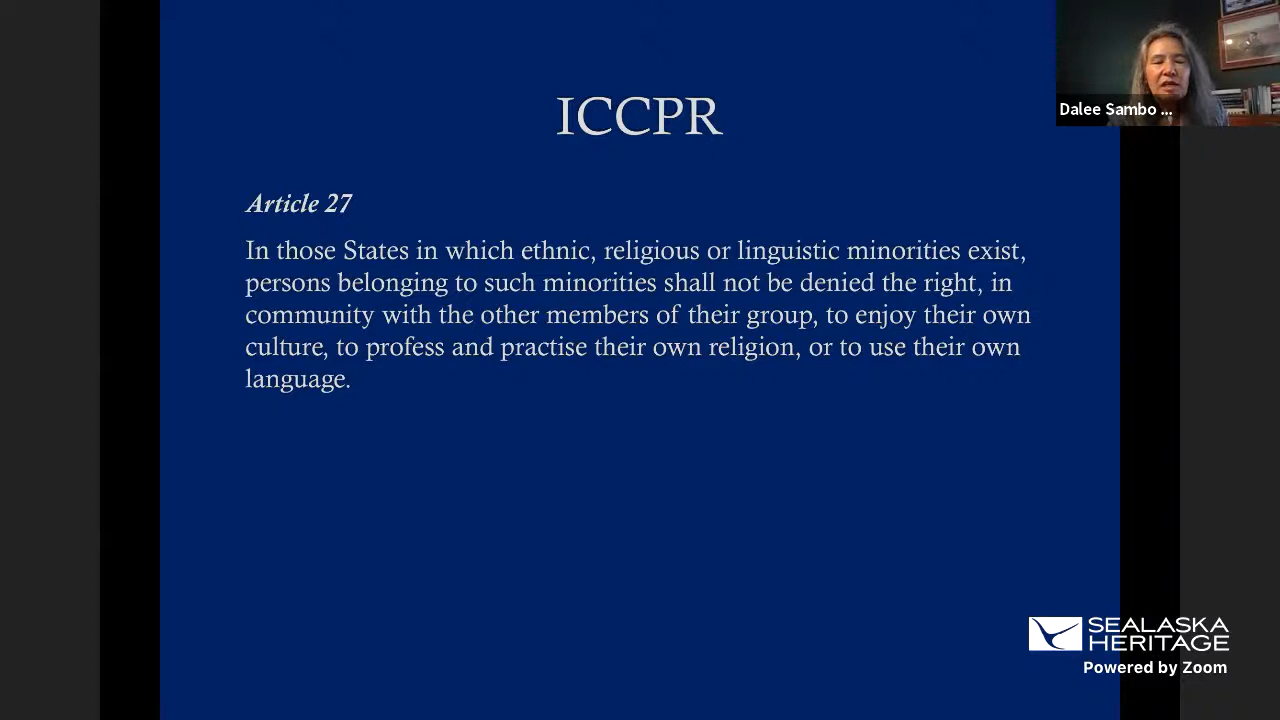 ICCPR
Dalee Sambo ...
Article 27
In those States in which ethnic, religious or linguistic minorities exist,
persons belonging to such minorities shall not be denied the right, in
community with the other members of their group, to enjoy their own
culture, to profess and practise their own religion, or to use their own
language.
SEALASKA
HERITAGE
Powered by Zoom